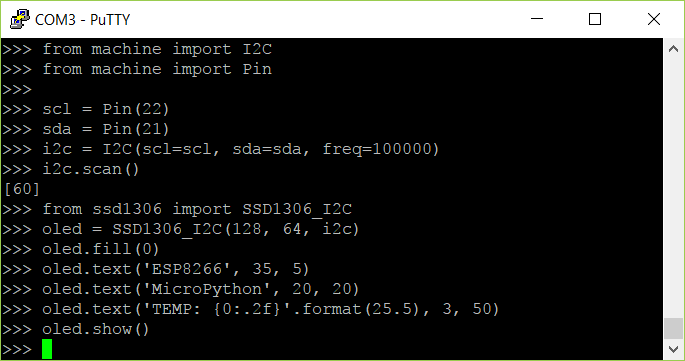 COM3 - PuTTY
>>> from machine import I2C
>>> from machine import Pin
>>>
>>> scl = Pin(22)
>>> sda = Pin(21)
>>> i2c = I2C(scl=scl, sda=sda, freq=100000)
>>> i2c.scan()
[60]
>>> from ssd1306 import SSD1306_I2C
>>> oled = SSD1306_I2C(128, 64, i2c)
>>> oled.fill(0)
>>> oled.text('ESP8266', 35, 5)
>>> oled.text('MicroPython', 20, 20)
>>> oled.text('TEMP: {0:.2f}'.format(25.5), 3, 50)
>>> oled.show()
>>>